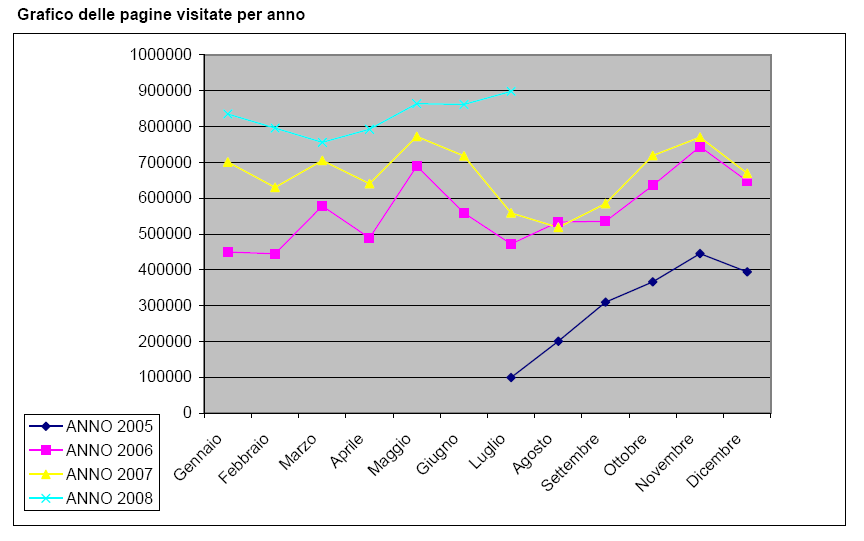 Grafico delle pagine visitate per anno
1000000
900000
800000
700000
600000
500000
400000
300000
200000
100000
0
Gennaio
Febbraio
Marzo
Aprile
Maggio
Giugno
Luglio
Agosto
Settembre
Ottobre
Novembre
Dicembre
ANNO 2005
ANNO 2006
ANNO 2007
ANNO 2008